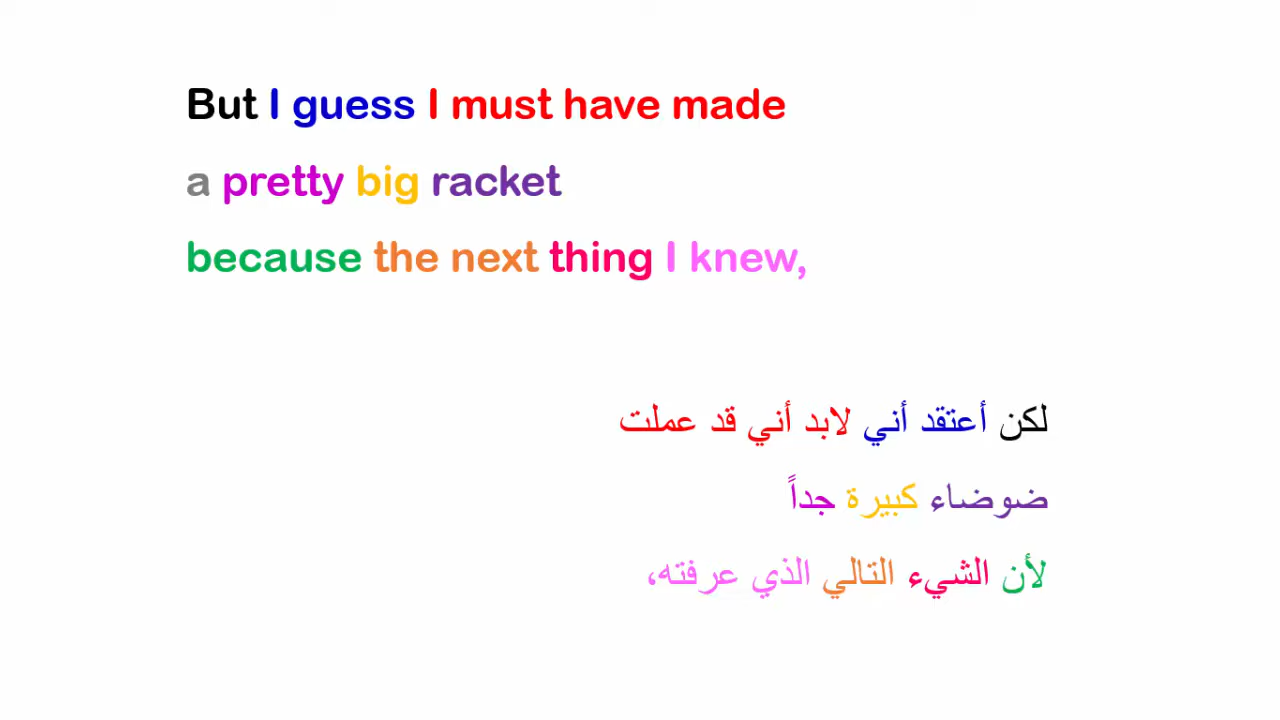 But I guess I must have made
a pretty big racket
because the next thing I knew,
لكن أعتقد أني لابد أني قد عملت
ضوضاء كبيرة جداً
لأن الشيء التالي الذي عرفته،